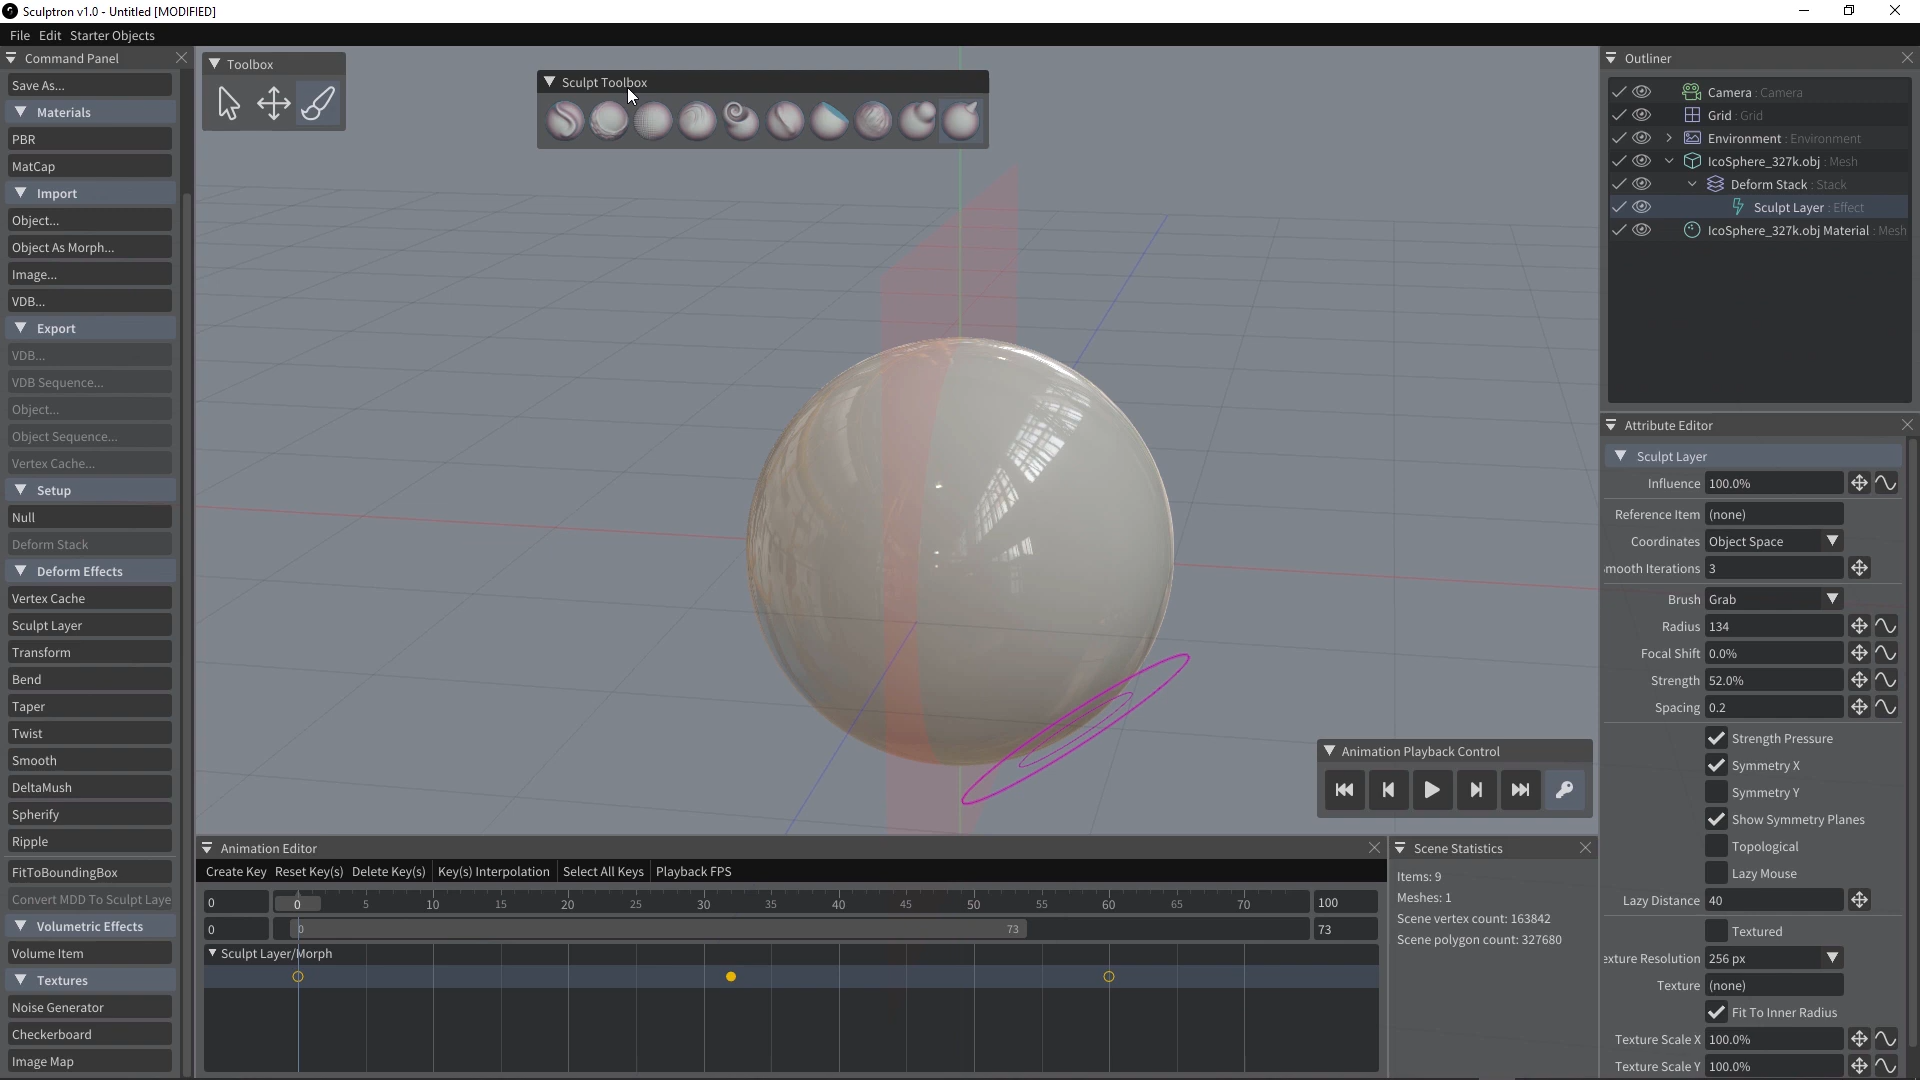 Sculptron v1.0 - Untitled [MODIFIED]
File Edit Starter Objects
Command Panel
Save As...
Materials
PBR
MatCap
Import
Object...
Object As Morph...
Image...
VDB...
Export
VDB...
VDB Sequence...
Object...
Object Sequence...
Vertex Cache...
Setup
Null
Deform Stack
Deform Effects
Vertex Cache
Sculpt Layer
Transform
Bend
Taper
Twist
Smooth
DeltaMush
Spherify
Ripple
FitToBoundingBox
Convert MDD To Sculpt Laye
Volumetric Effects
Volume Item
Textures
Noise Generator
Checkerboard
Image Map
Toolbox
Sculpt Toolbox
Animation Playback Control
Animation Editor
Create Key Reset Key(s) Delete Key(s) Key(s) Interpolation Select All Keys Playback FPS
0 0 5 10 15 20 25 30 35 40 45 50 55 60 65 70 100
0 0 73 73
Sculpt Layer/Morph
Scene Statistics
Items: 9
Meshes: 1
Scene vertex count: 163842
Scene polygon count: 327680
Outliner
Camera : Camera
Grid : Grid
Environment : Environment
IcoSphere_327k.obj : Mesh
Deform Stack : Stack
Sculpt Layer : Effect
IcoSphere_327k.obj Material : Mesh
Attribute Editor
Sculpt Layer
Influence 100.0%
Reference Item (none)
Coordinates Object Space
mooth Iterations 3
Brush Grab
Radius 134
Focal Shift 0.0%
Strength 52.0%
Spacing 0.2
Strength Pressure
Symmetry X
Symmetry Y
Show Symmetry Planes
Topological
Lazy Mouse
Lazy Distance 40
Textured
exture Resolution 256 px
Texture (none)
Fit To Inner Radius
Texture Scale X 100.0%
Texture Scale Y 100.0%